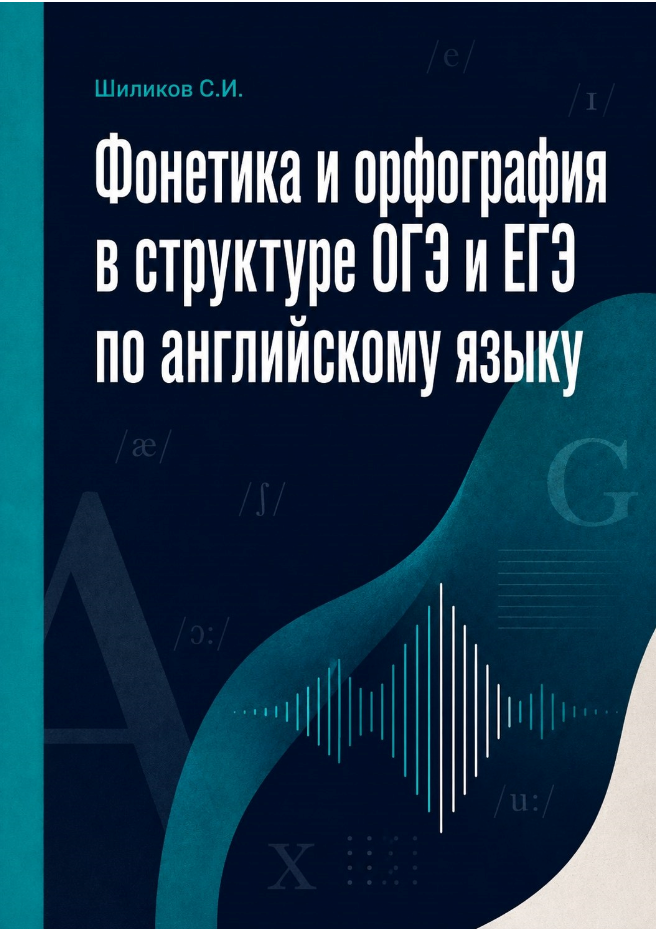 /e/
Шиликов С.И.
/ɪ/
Фонетика и орфография
в структуре ОГЭ и ЕГЭ
по английскому языку
/æ/
G
/ʃ/
A
/ɔ:/
/u:/
X